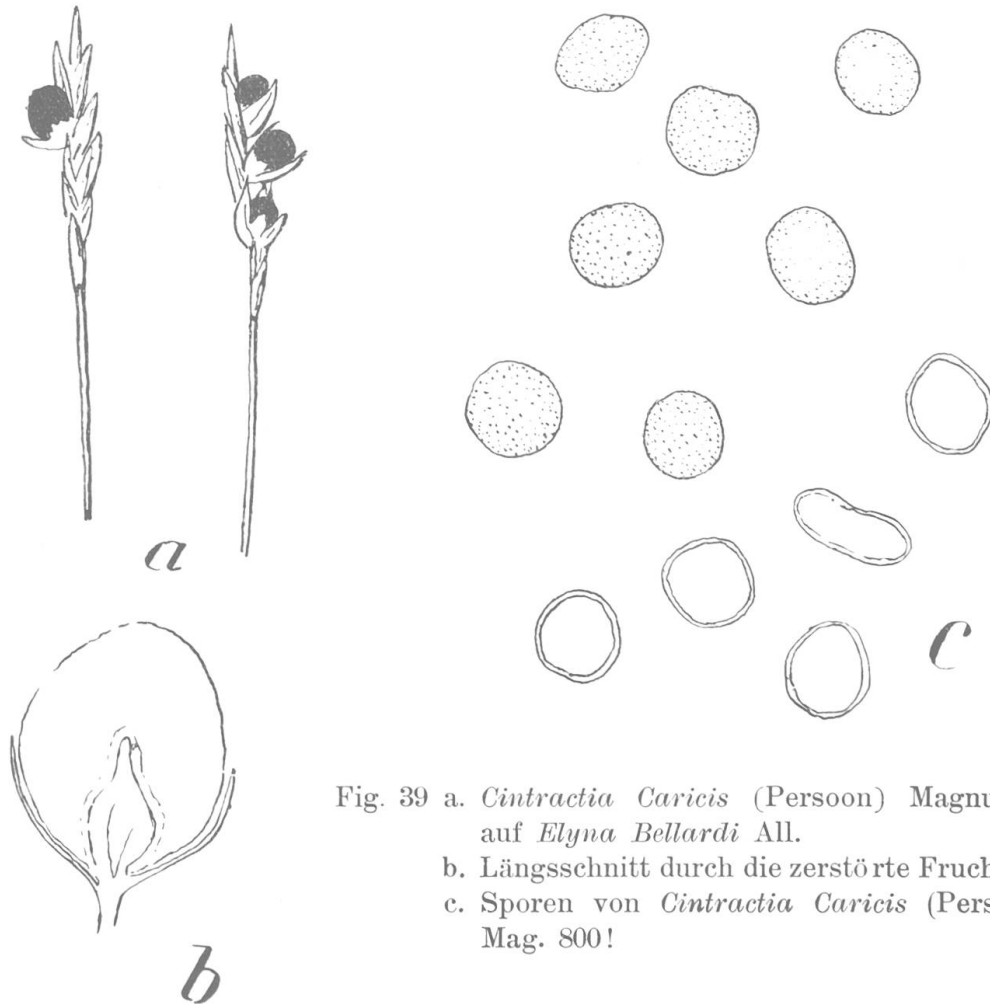 a
c
b
Fig. 39 a. Cintractia Caricis (Persoon) Magnu
auf Elyna Bellardi All.
b. Längsschnitt durch die zerstörte Fruch
c. Sporen von Cintractia Caricis (Pers
Mag. 800!